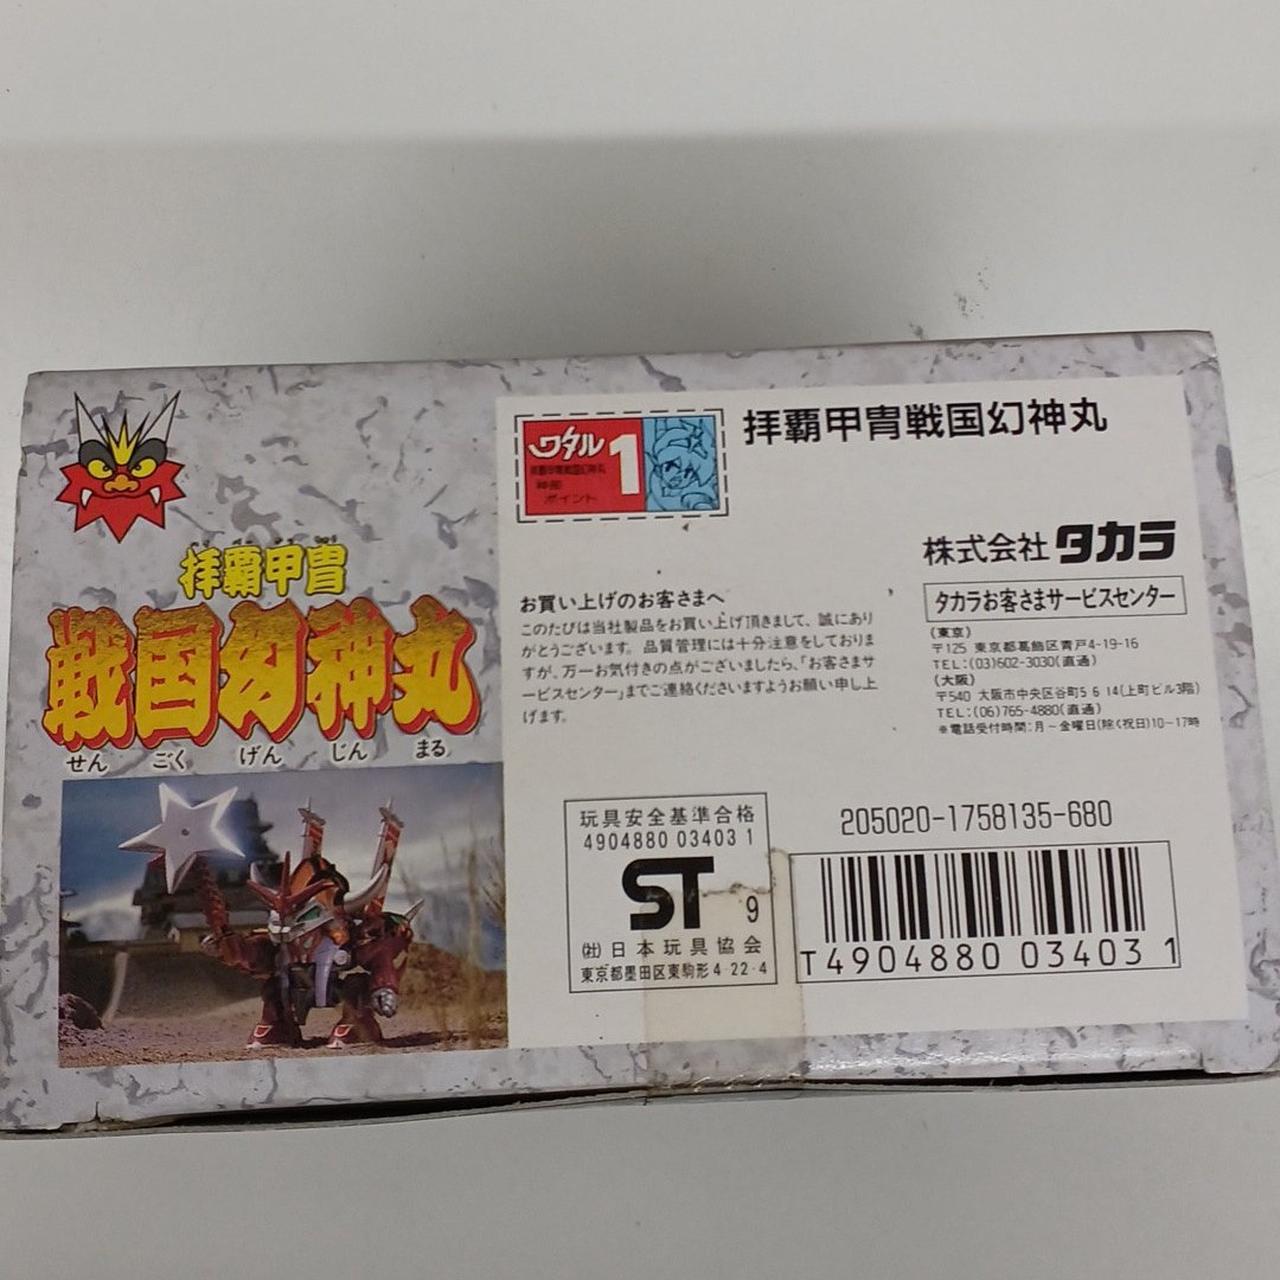 拝覇甲冑
戦国幻神丸
せん ごく げん じん まる
ワタル
拝覇甲冑戦国幻神丸
神部
ポイント
1
拝覇甲冑戦国幻神丸
お買い上げのお客さまへ
このたびは当社製品をお買い上げ頂きまして、誠にあり
がとうございます。品質管理には十分注意をしておりま
すが、万一お気付きの点がございましたら、「お客さまサ
ービスセンター」までご連絡くださいますようお願い申し上
げます。
株式会社タカラ
タカラお客さまサービスセンター
(東京)
〒125 東京都葛飾区青戸4-19-16
TEL:(03)602-3030(直通)
(大阪)
〒540 大阪市中央区谷町5 6 14(上町ビル3階)
TEL:(06)765-4880(直通)
※電話受付時間:月～金曜日(除く祝日)10-17時
玩具安全基準合格
4904880 03403 1
ST 9
(社)日本玩具協会
東京都墨田区東駒形4-22-4
205020-1758135-680
T4904880 03403 1